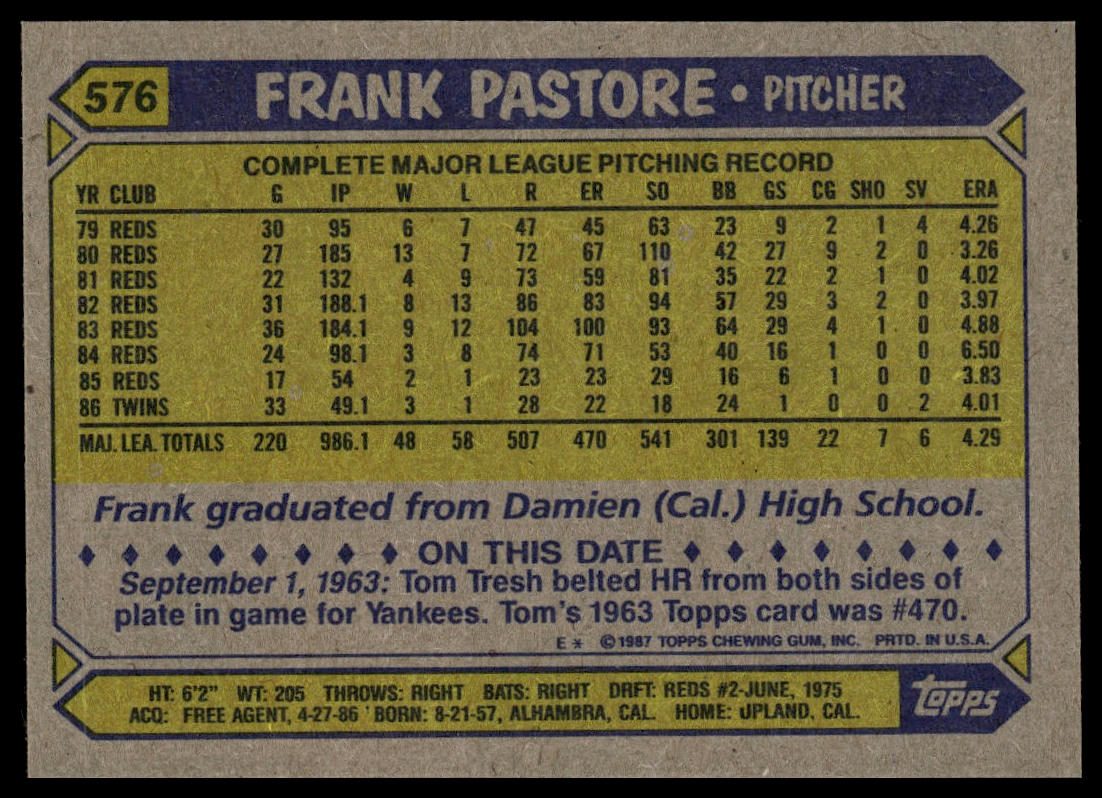 576 FRANK PASTORE • PITCHER
COMPLETE MAJOR LEAGUE PITCHING RECORD
YR CLUB G IP W L R ER SO BB GS CG SHO SV ERA
79 REDS 30 95 6 7 47 45 63 23 9 2 1 4 4.26
80 REDS 27 185 13 7 72 67 110 42 27 9 2 0 3.26
81 REDS 22 132 4 9 73 59 81 35 22 2 1 0 4.02
82 REDS 31 188.1 8 13 86 83 94 57 29 3 2 0 3.97
83 REDS 36 184.1 9 12 104 100 93 64 29 4 1 0 4.88
84 REDS 24 98.1 3 8 74 71 53 40 16 1 0 0 6.50
85 REDS 17 54 2 1 23 23 29 16 6 1 0 0 3.83
86 TWINS 33 49.1 3 1 28 22 18 24 1 0 0 2 4.01
MAJ. LEA. TOTALS 220 986.1 48 58 507 470 541 301 139 22 7 6 4.29
Frank graduated from Damien (Cal.) High School.
ON THIS DATE
September 1, 1963: Tom Tresh belted HR from both sides of
plate in game for Yankees. Tom's 1963 Topps card was #470.
E * ©1987 TOPPS CHEWING GUM, INC. PRTD. IN U.S.A.
HT: 6'2" WT: 205 THROWS: RIGHT BATS: RIGHT DRFT: REDS #2-JUNE, 1975
ACQ: FREE AGENT, 4-27-86 BORN: 8-21-57, ALHAMBRA, CAL. HOME: UPLAND, CAL.
TOPPS